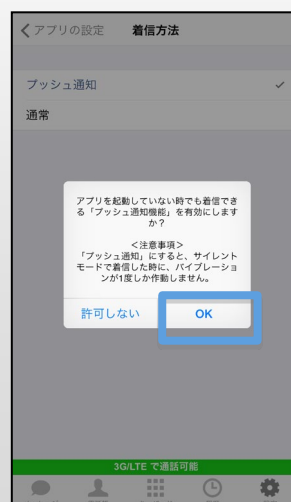 アプリの設定 着信方法
プッシュ通知
通常
アプリを起動していない時でも着信でき
る「プッシュ通知機能」を有効にします
か？
＜注意事項＞
「プッシュ通知」にすると、サイレント
モードで着信した時に、バイブレーショ
ンが1度しか作動しません。
許可しない OK
3G/LTE で通話可能